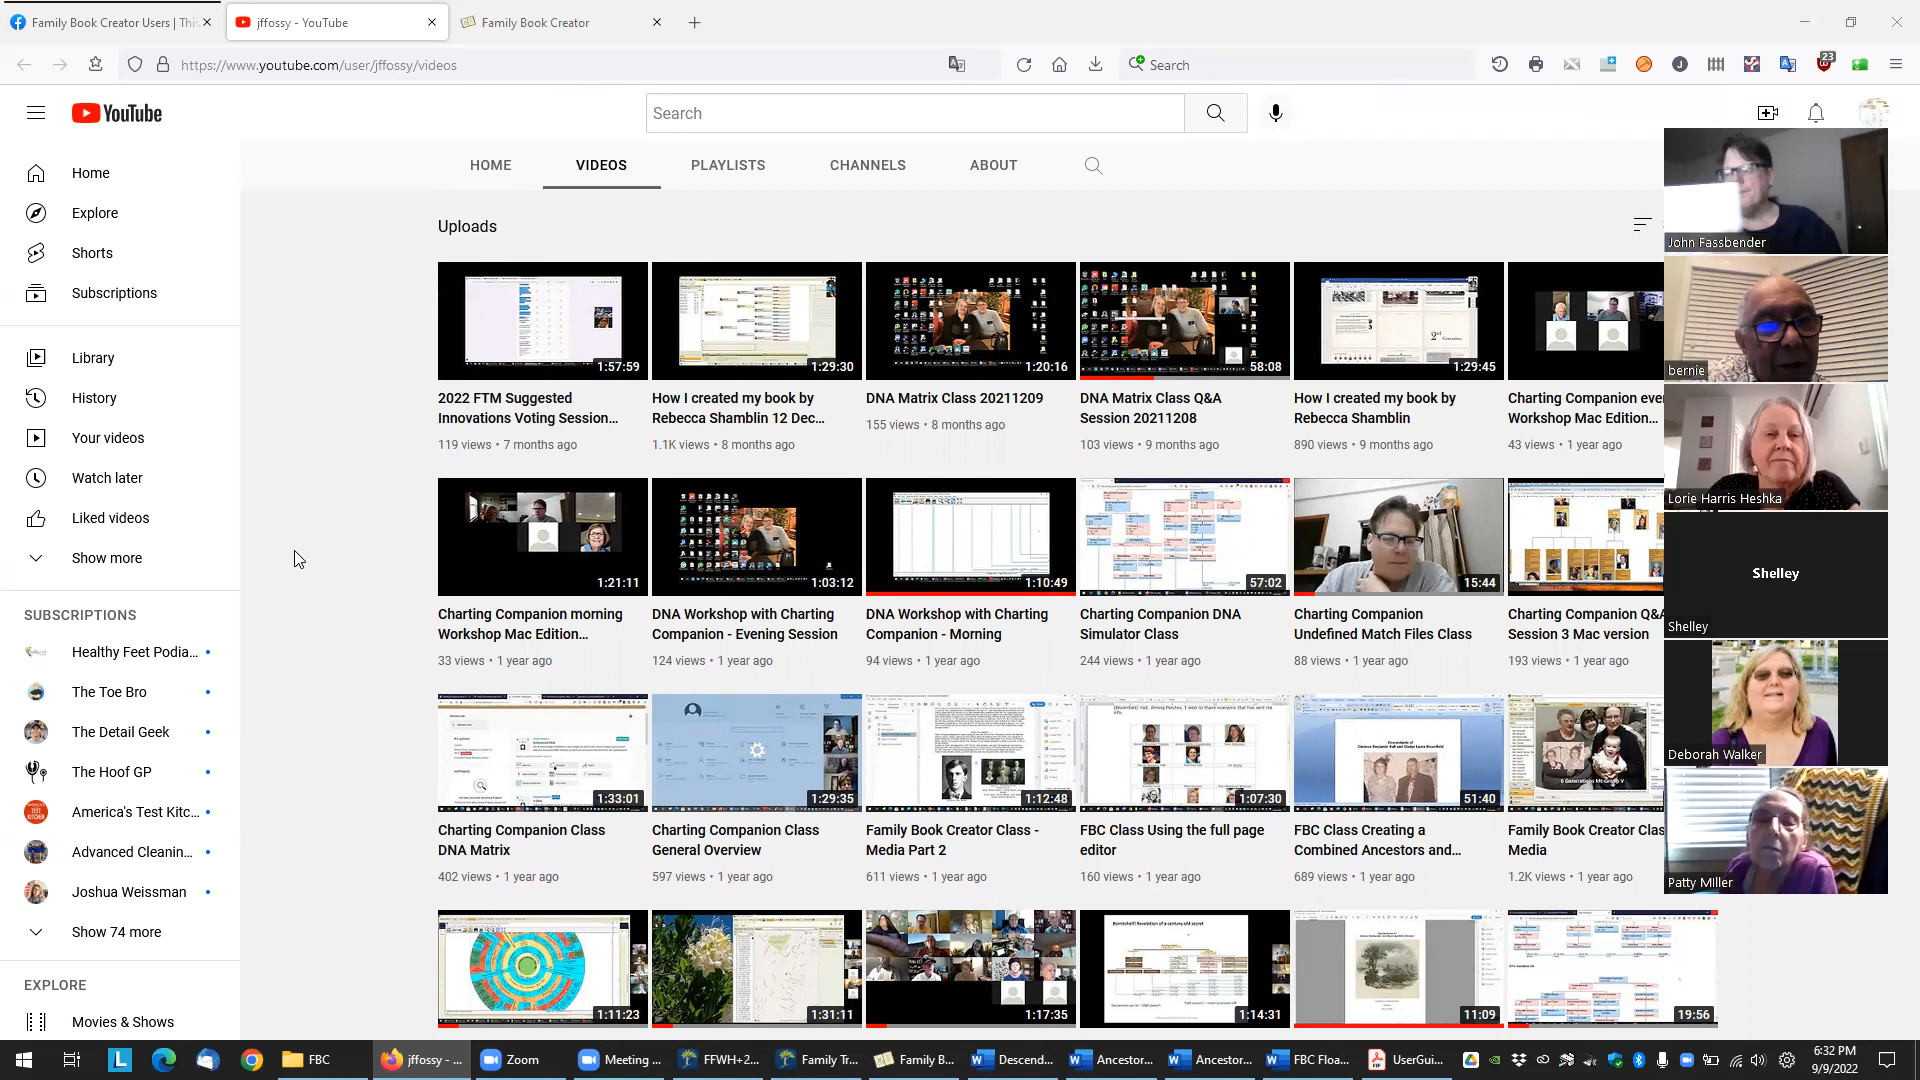 Family Book Creator Users | This
jffossy - YouTube
Family Book Creator
https://www.youtube.com/user/jffossy/videos
Search
23
YouTube
Search
HOME
VIDEOS
PLAYLISTS
CHANNELS
ABOUT
Home
Explore
Shorts
Subscriptions
Library
History
Your videos
Watch later
Liked videos
Show more
SUBSCRIPTIONS
Healthy Feet Podia...
The Toe Bro
The Detail Geek
The Hoof GP
America's Test Kitc...
Advanced Cleanin...
Joshua Weissman
Show 74 more
EXPLORE
Movies & Shows
Uploads
1:57:59
2022 FTM Suggested
Innovations Voting Session...
119 views • 7 months ago
1:29:30
How I created my book by
Rebecca Shamblin 12 Dec...
1.1K views • 8 months ago
1:20:16
DNA Matrix Class 20211209
155 views • 8 months ago
58:08
DNA Matrix Class Q&A
Session 20211208
103 views • 9 months ago
2nd Generation
1:29:45
How I created my book by
Rebecca Shamblin
890 views • 9 months ago
Charting Companion eve
Workshop Mac Edition...
43 views • 1 year ago
1:21:11
Charting Companion morning
Workshop Mac Edition...
33 views • 1 year ago
1:03:12
DNA Workshop with Charting
Companion - Evening Session
124 views • 1 year ago
1:10:49
DNA Workshop with Charting
Companion - Morning
94 views • 1 year ago
57:02
Charting Companion DNA
Simulator Class
244 views • 1 year ago
15:44
Charting Companion
Undefined Match Files Class
88 views • 1 year ago
Charting Companion Q&A
Session 3 Mac version
193 views • 1 year ago
1:33:01
Charting Companion Class
DNA Matrix
402 views • 1 year ago
1:29:35
Charting Companion Class
General Overview
597 views • 1 year ago
1:12:48
Family Book Creator Class -
Media Part 2
611 views • 1 year ago
1:07:30
FBC Class Using the full page
editor
160 views • 1 year ago
51:40
FBC Class Creating a
Combined Ancestors and...
689 views • 1 year ago
6 Generations Mt-Group V
Family Book Creator Clas
Media
1.2K views • 1 year ago
1:11:23
1:31:11
1:17:35
Bombshell! Revelation of a century-old secret
1:14:31
11:09
19:56
John Fassbender
bernie
Lorie Harris Heshka
Shelley
Shelley
Deborah Walker
Patty Miller
FBC
jffossy - ...
Zoom
Meeting ...
FFWH+2...
Family Tr...
Family B...
Descend...
Ancestor...
Ancestor...
FBC Floa...
UserGui...
6:32 PM
9/9/2022